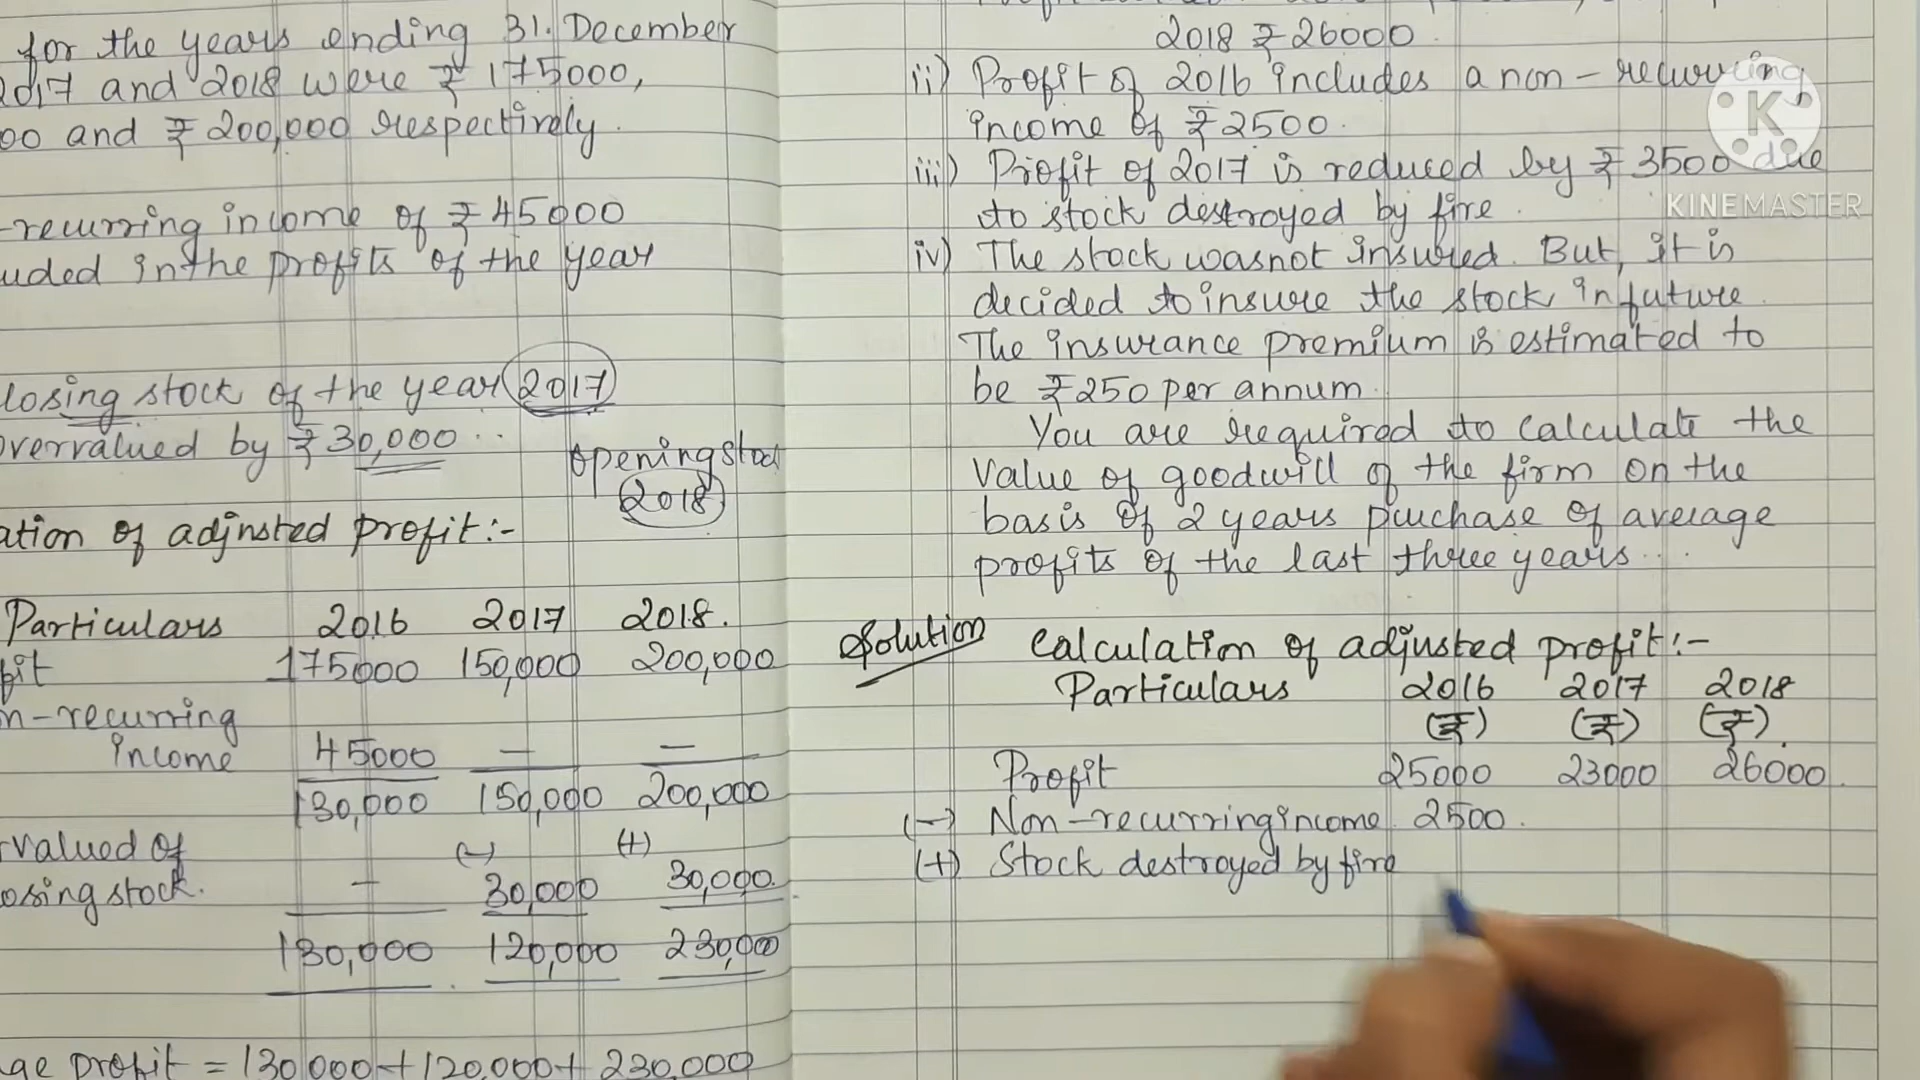 for the years ending 31. December
2017 and 2018 were ₹ 175000,
00 and ₹ 200,000 respectively.
-recurring income of ₹ 45000
uded in the profits of the year
losing stock of the year 2017
vervalued by ₹ 30,000 ..
opening stock
2018
ation of adjusted profit:-
Particulars 2016 2017 2018.
fit 175000 150,000 200,000
n-recurring
income 45000 — —
130,000 150,000 200,000
rvalued of (-) (+)
osing stock. — 30,000 30,000.
130,000 120,000 230,000
ge profit = 130,000+120,000+230,000
2018 ₹ 26000
ii) Profit of 2016 includes a non-recurring
income of ₹ 2500.
iii) Profit of 2017 is reduced by ₹ 3500 due
to stock destroyed by fire.
iv) The stock was not insured. But, it is
decided to insure the stock in future.
The insurance premium is estimated to
be ₹ 250 per annum.
You are required to calculate the
value of goodwill of the firm on the
basis of 2 years purchase of average
profits of the last three years...
Solution Calculation of adjusted profit:-
Particulars 2016 2017 2018
(₹) (₹) (₹).
Profit 25000 23000 26000.
(-) Non-recurring income. 2500.
(+) Stock destroyed by fire
K
KINEMASTER